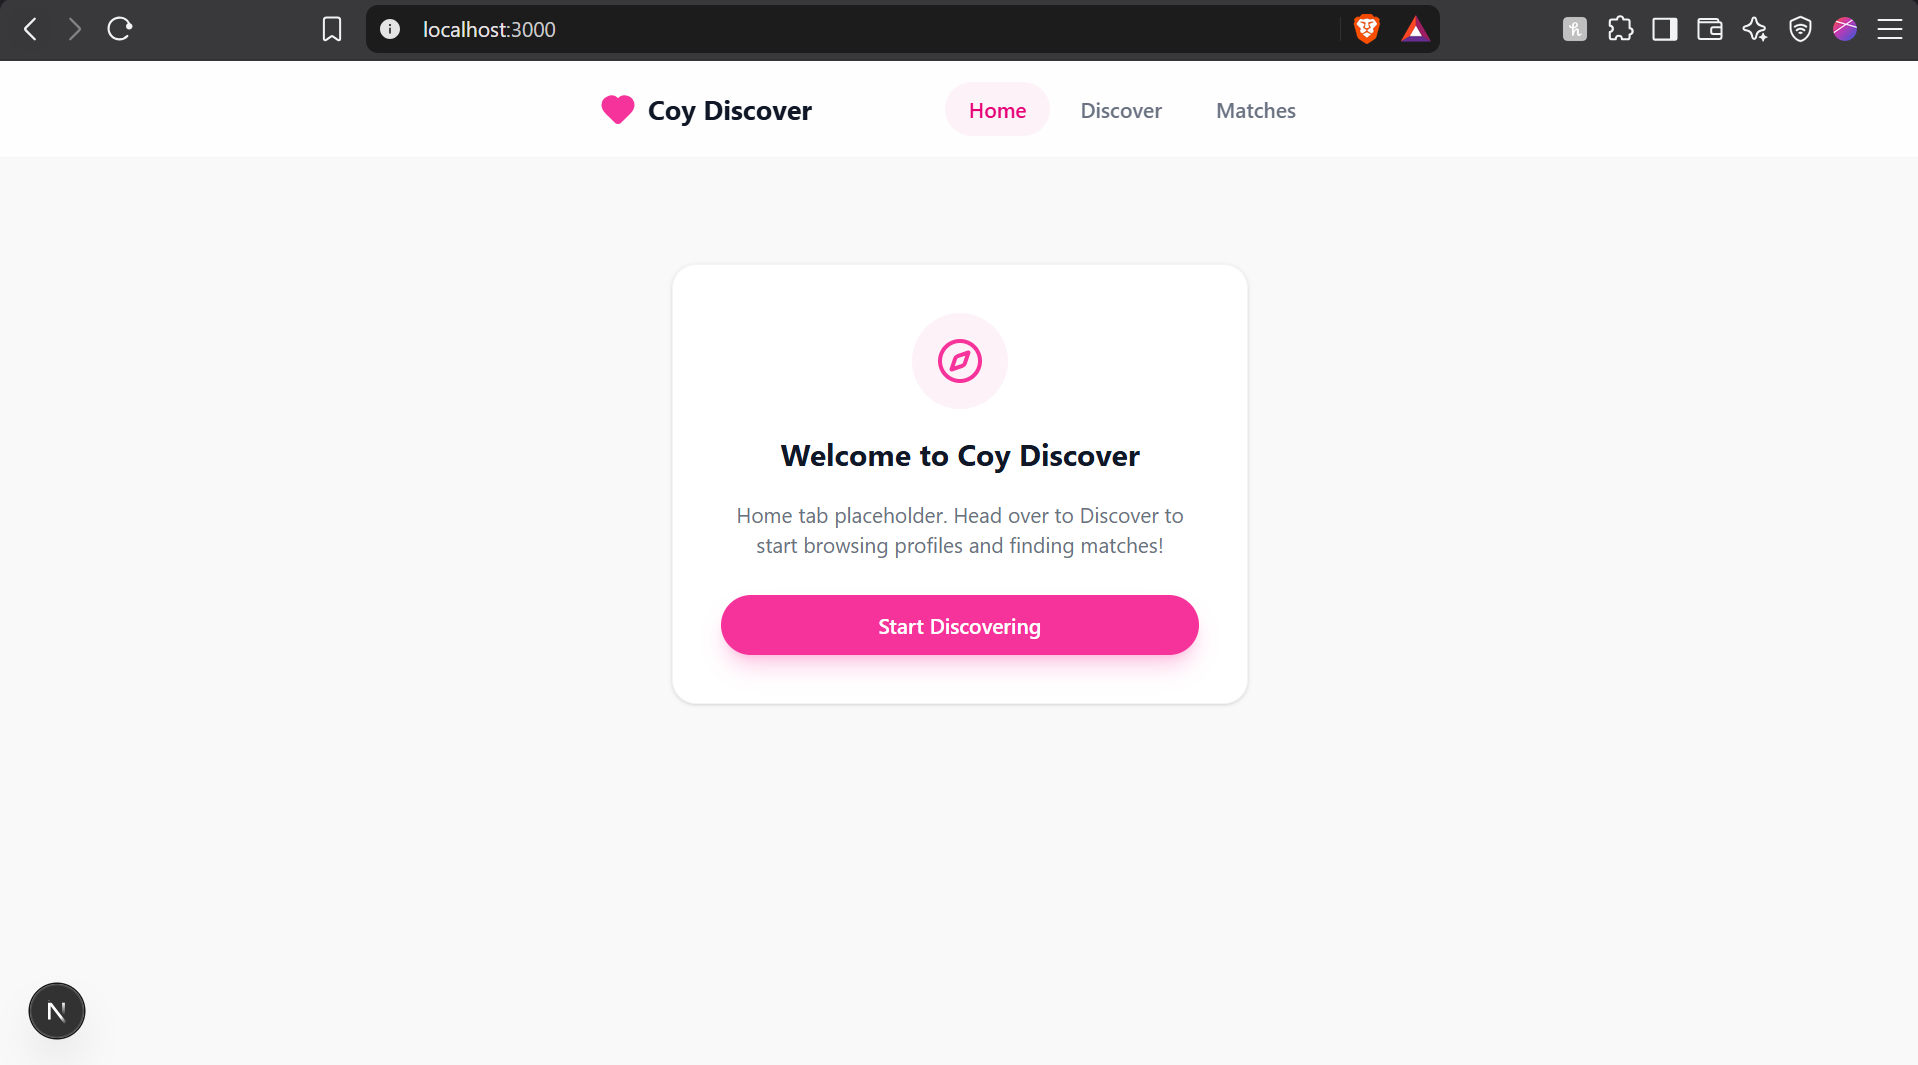 localhost:3000
Coy Discover
Home
Discover
Matches
Welcome to Coy Discover
Home tab placeholder. Head over to Discover to
start browsing profiles and finding matches!
Start Discovering
N